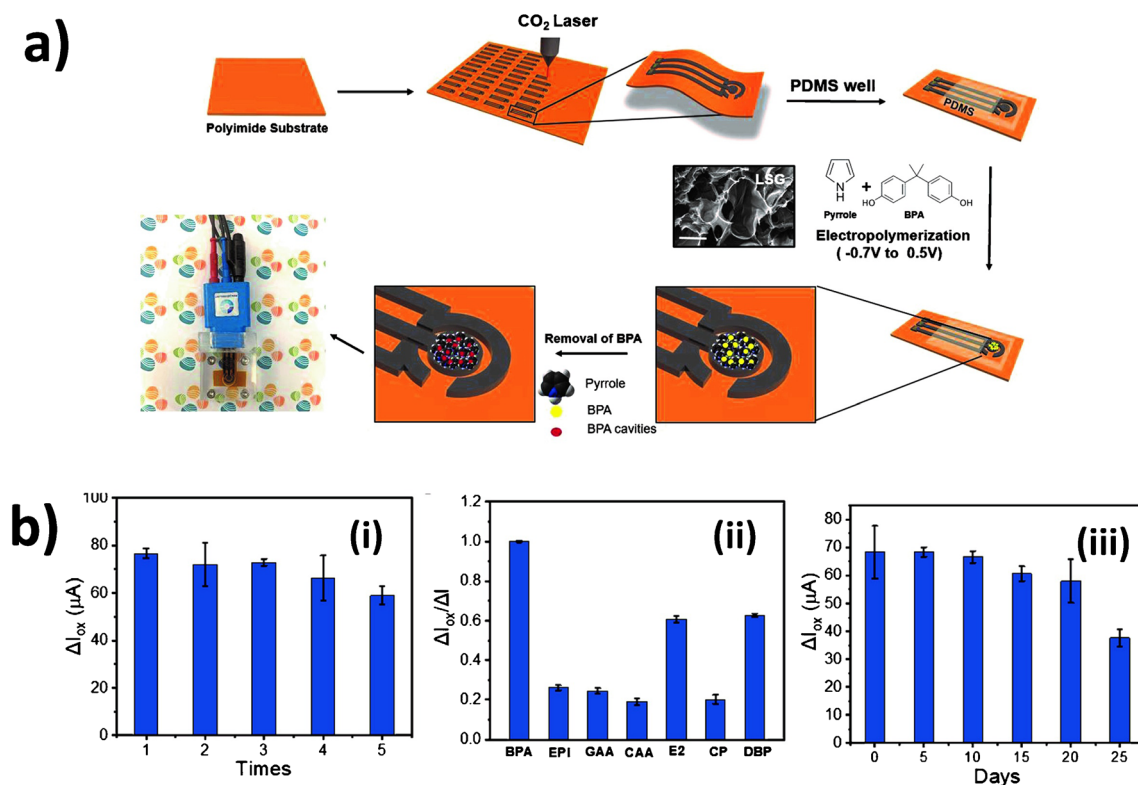 a)
CO2 Laser
Polyimide Substrate
PDMS well
PDMS
LSG
N
H
Pyrrole
+
HO
OH
BPA
Electropolymerization
( -0.7V to 0.5V)
Removal of BPA
Pyrrole
BPA
BPA cavities
b)
(i)
ΔIox (μA)
100
80
60
40
20
0
1 2 3 4 5
Times
(ii)
ΔIox/ΔI
1.2
1.0
0.8
0.6
0.4
0.2
0.0
BPA EPI GAA CAA E2 CP DBP
(iii)
ΔIox (μA)
80
70
60
50
40
30
20
10
0
0 5 10 15 20 25
Days